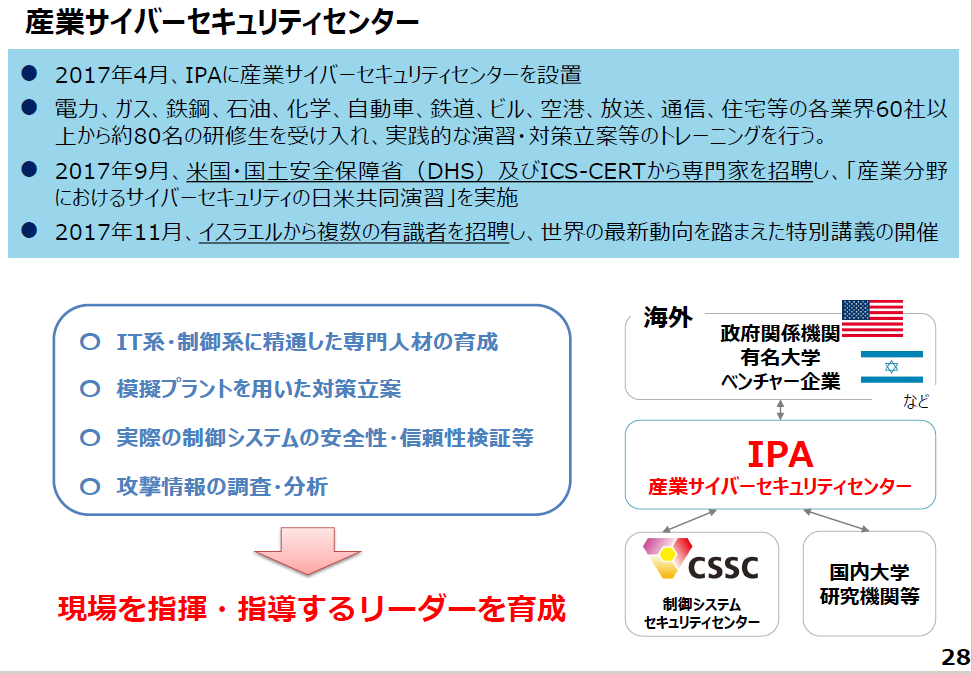 産業サイバーセキュリティセンター
● 2017年4月、IPAに産業サイバーセキュリティセンターを設置
● 電力、ガス、鉄鋼、石油、化学、自動車、鉄道、ビル、空港、放送、通信、住宅等の各業界60社以
上から約80名の研修生を受け入れ、実践的な演習・対策立案等のトレーニングを行う。
● 2017年9月、米国・国土安全保障省（DHS）及びICS-CERTから専門家を招聘し、「産業分野
におけるサイバーセキュリティの日米共同演習」を実施
● 2017年11月、イスラエルから複数の有識者を招聘し、世界の最新動向を踏まえた特別講義の開催
○ IT系・制御系に精通した専門人材の育成
○ 模擬プラントを用いた対策立案
○ 実際の制御システムの安全性・信頼性検証等
○ 攻撃情報の調査・分析
現場を指揮・指導するリーダーを育成
海外
政府関係機関
有名大学
ベンチャー企業
など
IPA
産業サイバーセキュリティセンター
CSSC
制御システム
セキュリティセンター
国内大学
研究機関等
28